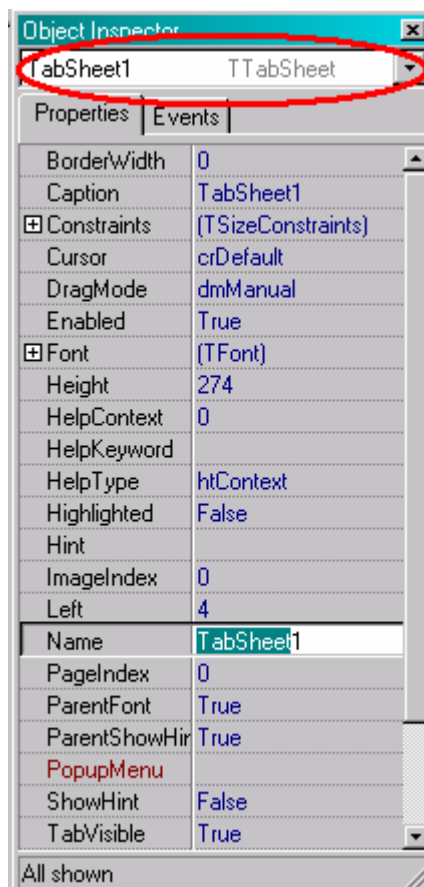 Object Inspector
TabSheet1 TTabSheet
Properties Events
BorderWidth 0
Caption TabSheet1
Constraints (TSizeConstraints)
Cursor crDefault
DragMode dmManual
Enabled True
Font (TFont)
Height 274
HelpContext 0
HelpKeyword
HelpType htContext
Highlighted False
Hint
ImageIndex 0
Left 4
Name TabSheet1
PageIndex 0
ParentFont True
ParentShowHin True
PopupMenu
ShowHint False
TabVisible True
All shown